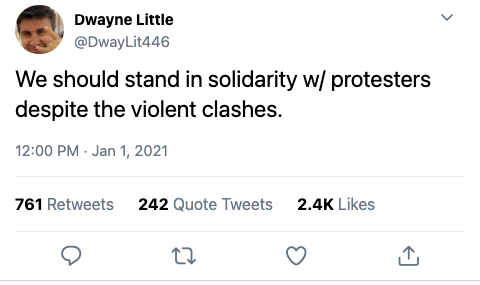 Dwayne Little
@DwayLit446
We should stand in solidarity w/ protesters
despite the violent clashes.
12:00 PM · Jan 1, 2021
761 Retweets 242 Quote Tweets 2.4K Likes